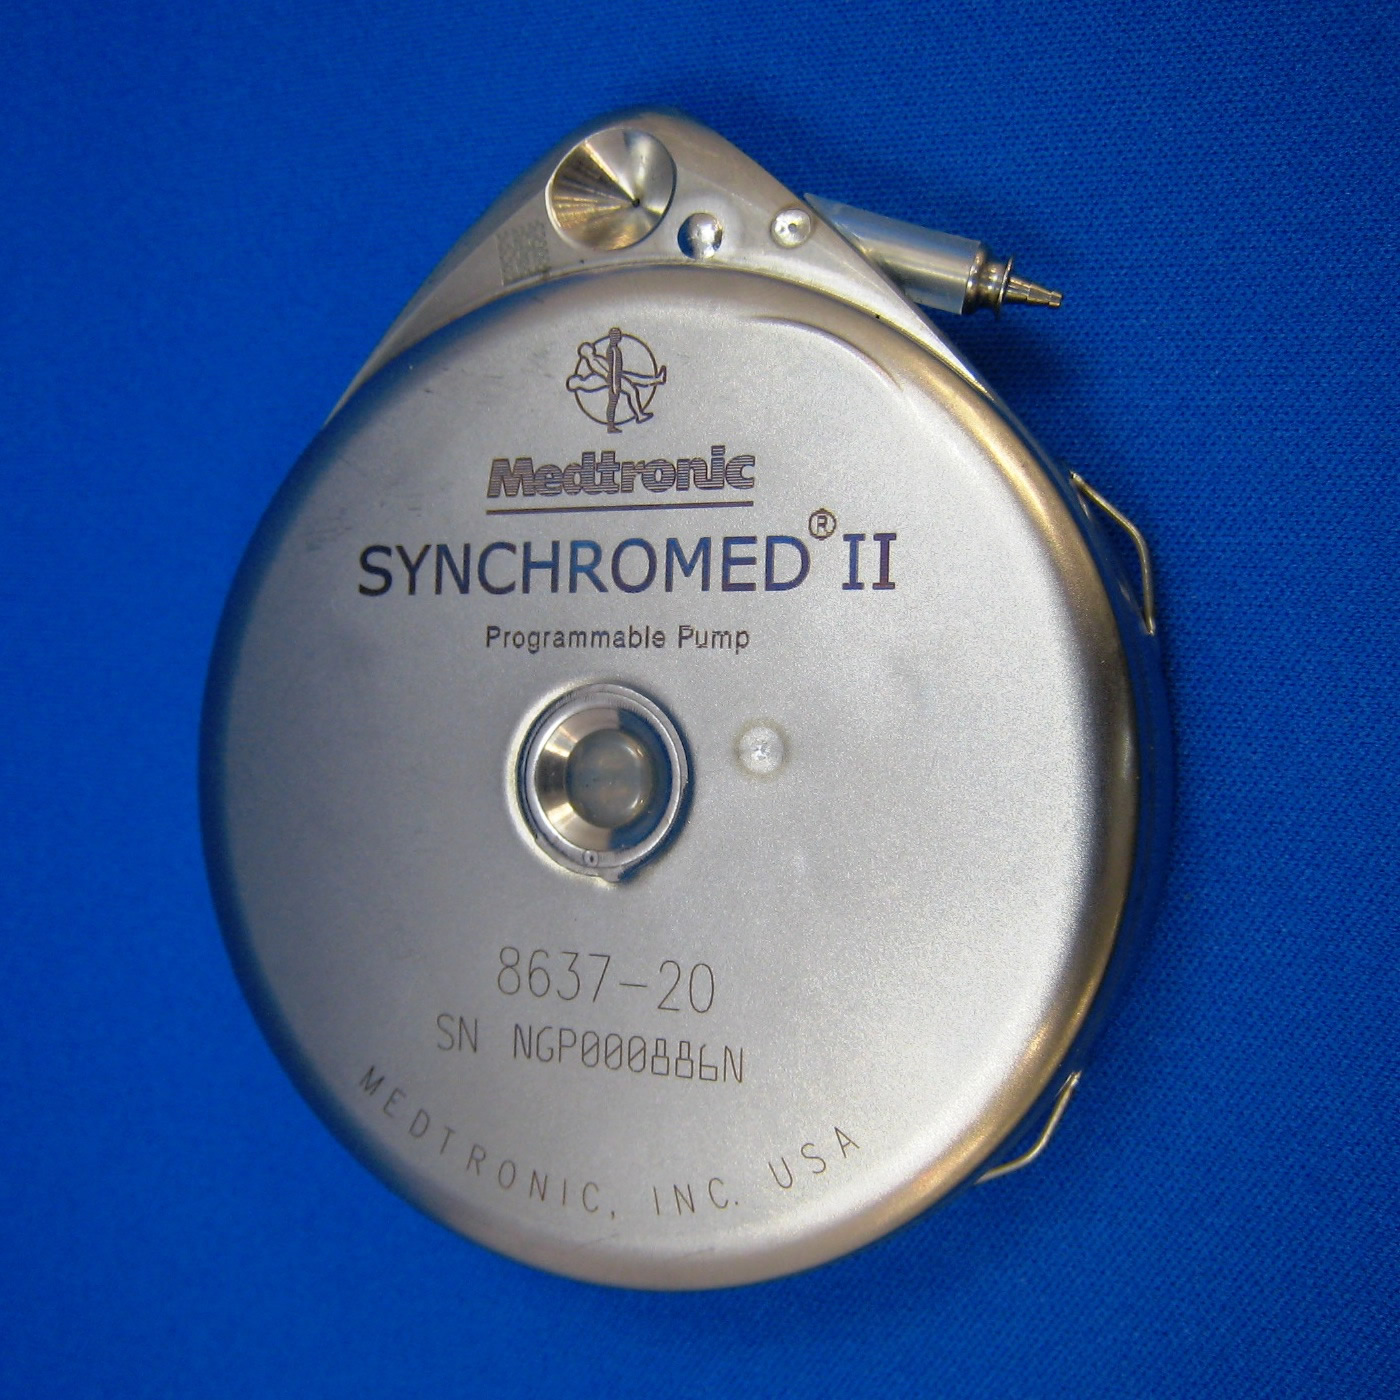 Medtronic
SYNCHROMED® II
Programmable Pump
8637-20
SN NGP000886N
MEDTRONIC, INC. USA